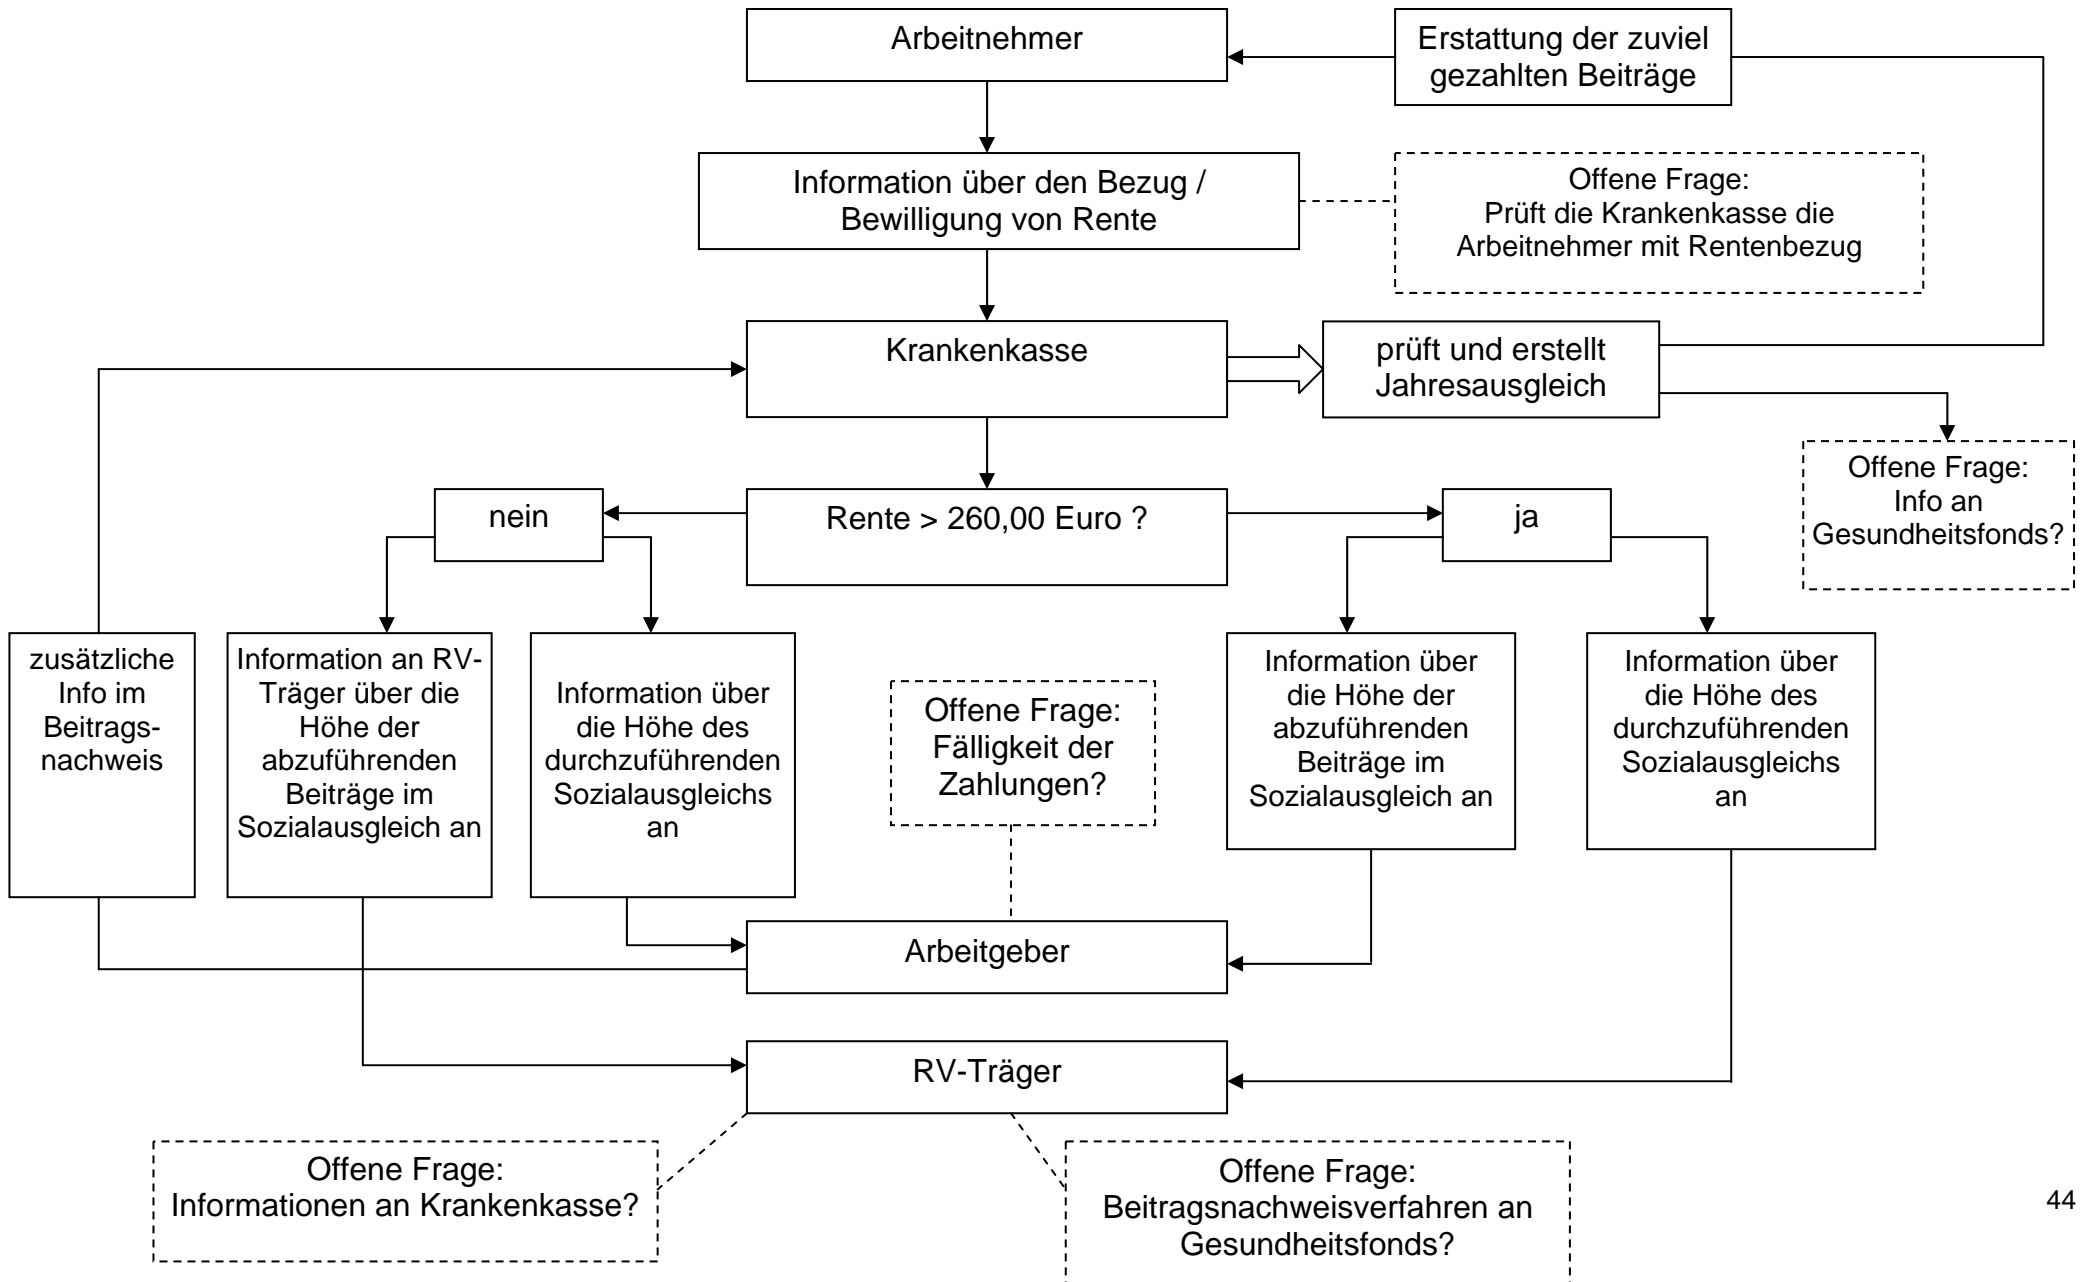 Arbeitnehmer
Erstattung der zuviel
gezahlten Beiträge
Information über den Bezug /
Bewilligung von Rente
Offene Frage:
Prüft die Krankenkasse die
Arbeitnehmer mit Rentenbezug
Krankenkasse
prüft und erstellt
Jahresausgleich
Offene Frage:
Info an
Gesundheitsfonds?
nein
Rente > 260,00 Euro ?
ja
zusätzliche
Info im
Beitrags-
nachweis
Information an RV-
Träger über die
Höhe der
abzuführenden
Beiträge im
Sozialausgleich an
Information über
die Höhe des
durchzuführenden
Sozialausgleichs
an
Offene Frage:
Fälligkeit der
Zahlungen?
Information über
die Höhe der
abzuführenden
Beiträge im
Sozialausgleich an
Information über
die Höhe des
durchzuführenden
Sozialausgleichs
an
Arbeitgeber
RV-Träger
Offene Frage:
Informationen an Krankenkasse?
Offene Frage:
Beitragsnachweisverfahren an
Gesundheitsfonds?
44